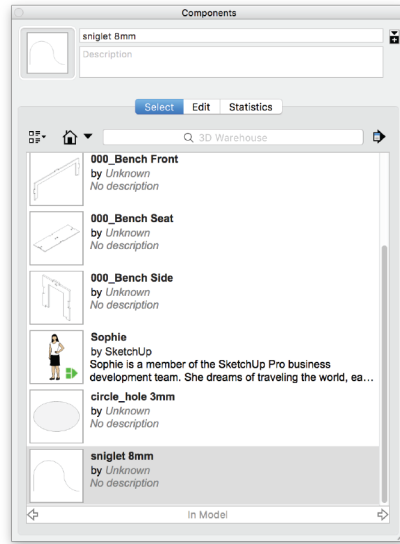 Components
sniglet 8mm
Description
Select Edit Statistics
3D Warehouse
000_Bench Front
by Unknown
No description
000_Bench Seat
by Unknown
No description
000_Bench Side
by Unknown
No description
Sophie
by SketchUp
Sophie is a member of the SketchUp Pro business
development team. She dreams of traveling the world, ea...
circle_hole 3mm
by Unknown
No description
sniglet 8mm
by Unknown
No description
In Model